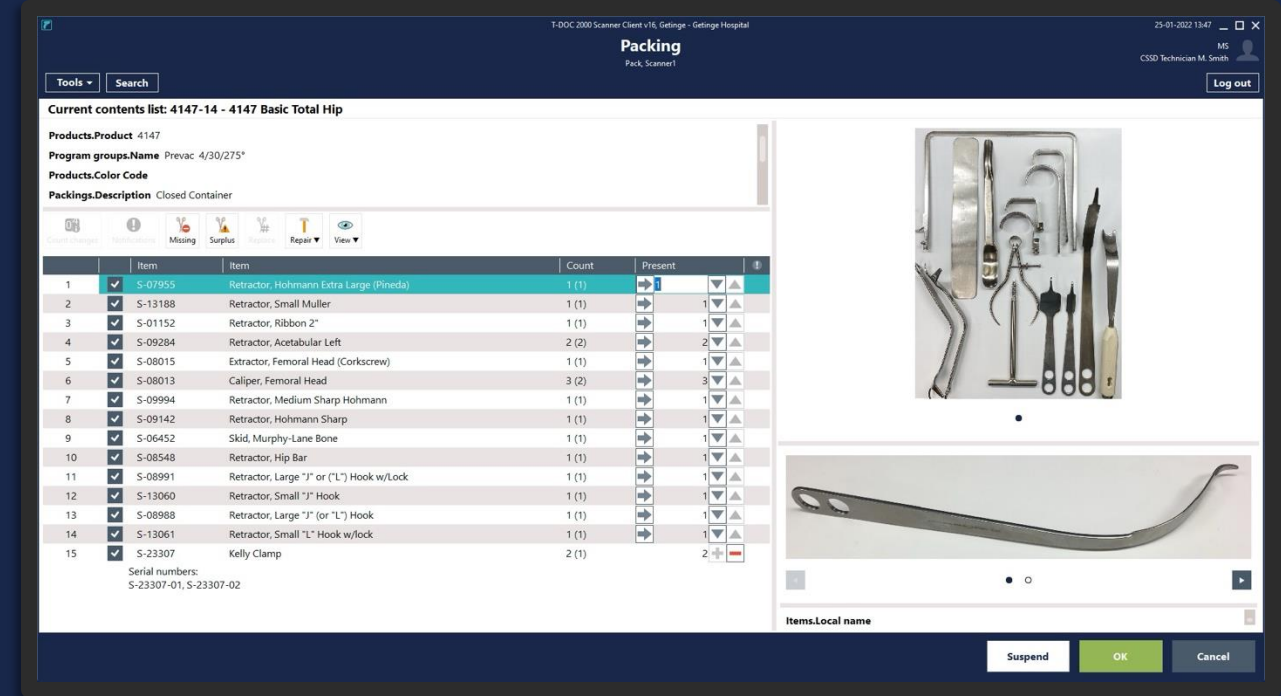 T-DOC 2000 Scanner Client v16, Getinge - Getinge Hospital
25-01-2022 13:47
Packing
Pack, Scanner1
MS
CSSD Technician M. Smith
Tools
Search
Log out
Current contents list: 4147-14 - 4147 Basic Total Hip
Products.Product 4147
Program groups.Name Prevac 4/30/275°
Products.Color Code
Packings.Description Closed Container
Count changes Notifications Missing Surplus Replace Repair View
Item Item Count Present
1 S-07955 Retractor, Hohmann Extra Large (Pineda) 1 (1) 1
2 S-13188 Retractor, Small Muller 1 (1) 1
3 S-01152 Retractor, Ribbon 2" 1 (1) 1
4 S-09284 Retractor, Acetabular Left 2 (2) 2
5 S-08015 Extractor, Femoral Head (Corkscrew) 1 (1) 1
6 S-08013 Caliper, Femoral Head 3 (2) 3
7 S-09994 Retractor, Medium Sharp Hohmann 1 (1) 1
8 S-09142 Retractor, Hohmann Sharp 1 (1) 1
9 S-06452 Skid, Murphy-Lane Bone 1 (1) 1
10 S-08548 Retractor, Hip Bar 1 (1) 1
11 S-08991 Retractor, Large "J" or ("L") Hook w/Lock 1 (1) 1
12 S-13060 Retractor, Small "J" Hook 1 (1) 1
13 S-08988 Retractor, Large "J" (or "L") Hook 1 (1) 1
14 S-13061 Retractor, Small "L" Hook w/lock 1 (1) 1
15 S-23307 Kelly Clamp 2 (1) 2
Serial numbers:
S-23307-01, S-23307-02
Items.Local name
Suspend
OK
Cancel